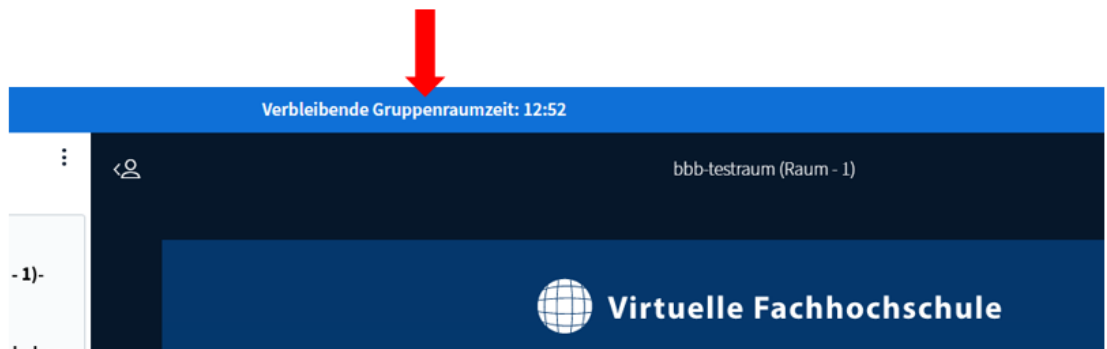 Verbleibende Gruppenraumzeit: 12:52
bbb-testraum (Raum - 1)
- 1)-
Virtuelle Fachhochschule